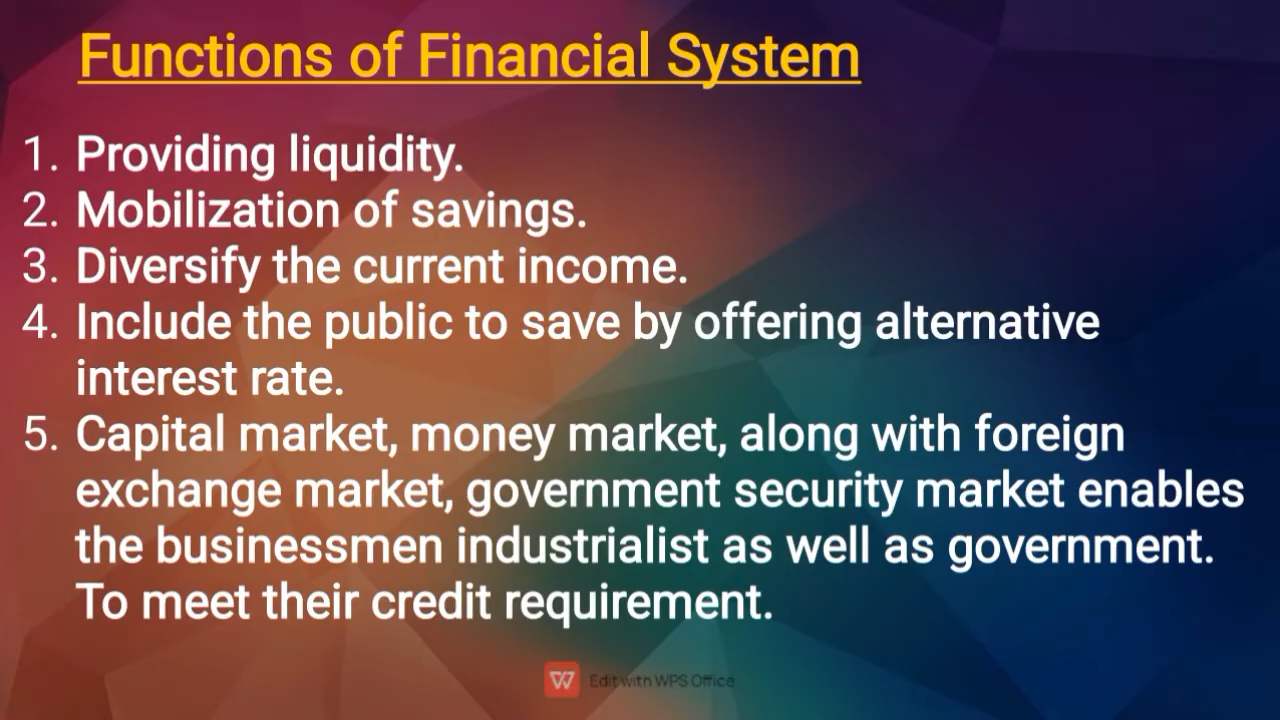 Functions of Financial System
1. Providing liquidity.
2. Mobilization of savings.
3. Diversify the current income.
4. Include the public to save by offering alternative
interest rate.
5. Capital market, money market, along with foreign
exchange market, government security market enables
the businessmen industrialist as well as government.
To meet their credit requirement.
W Edit with WPS Office